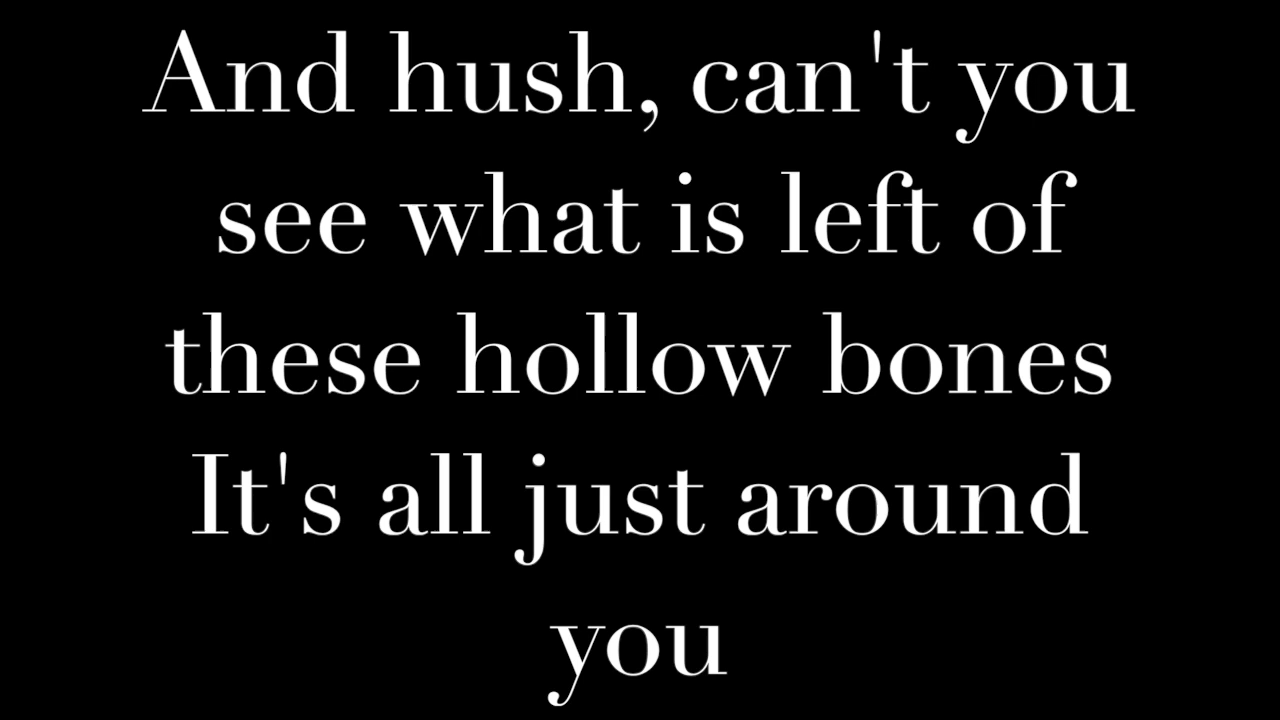 And hush, can't you
see what is left of
these hollow bones
It's all just around
you